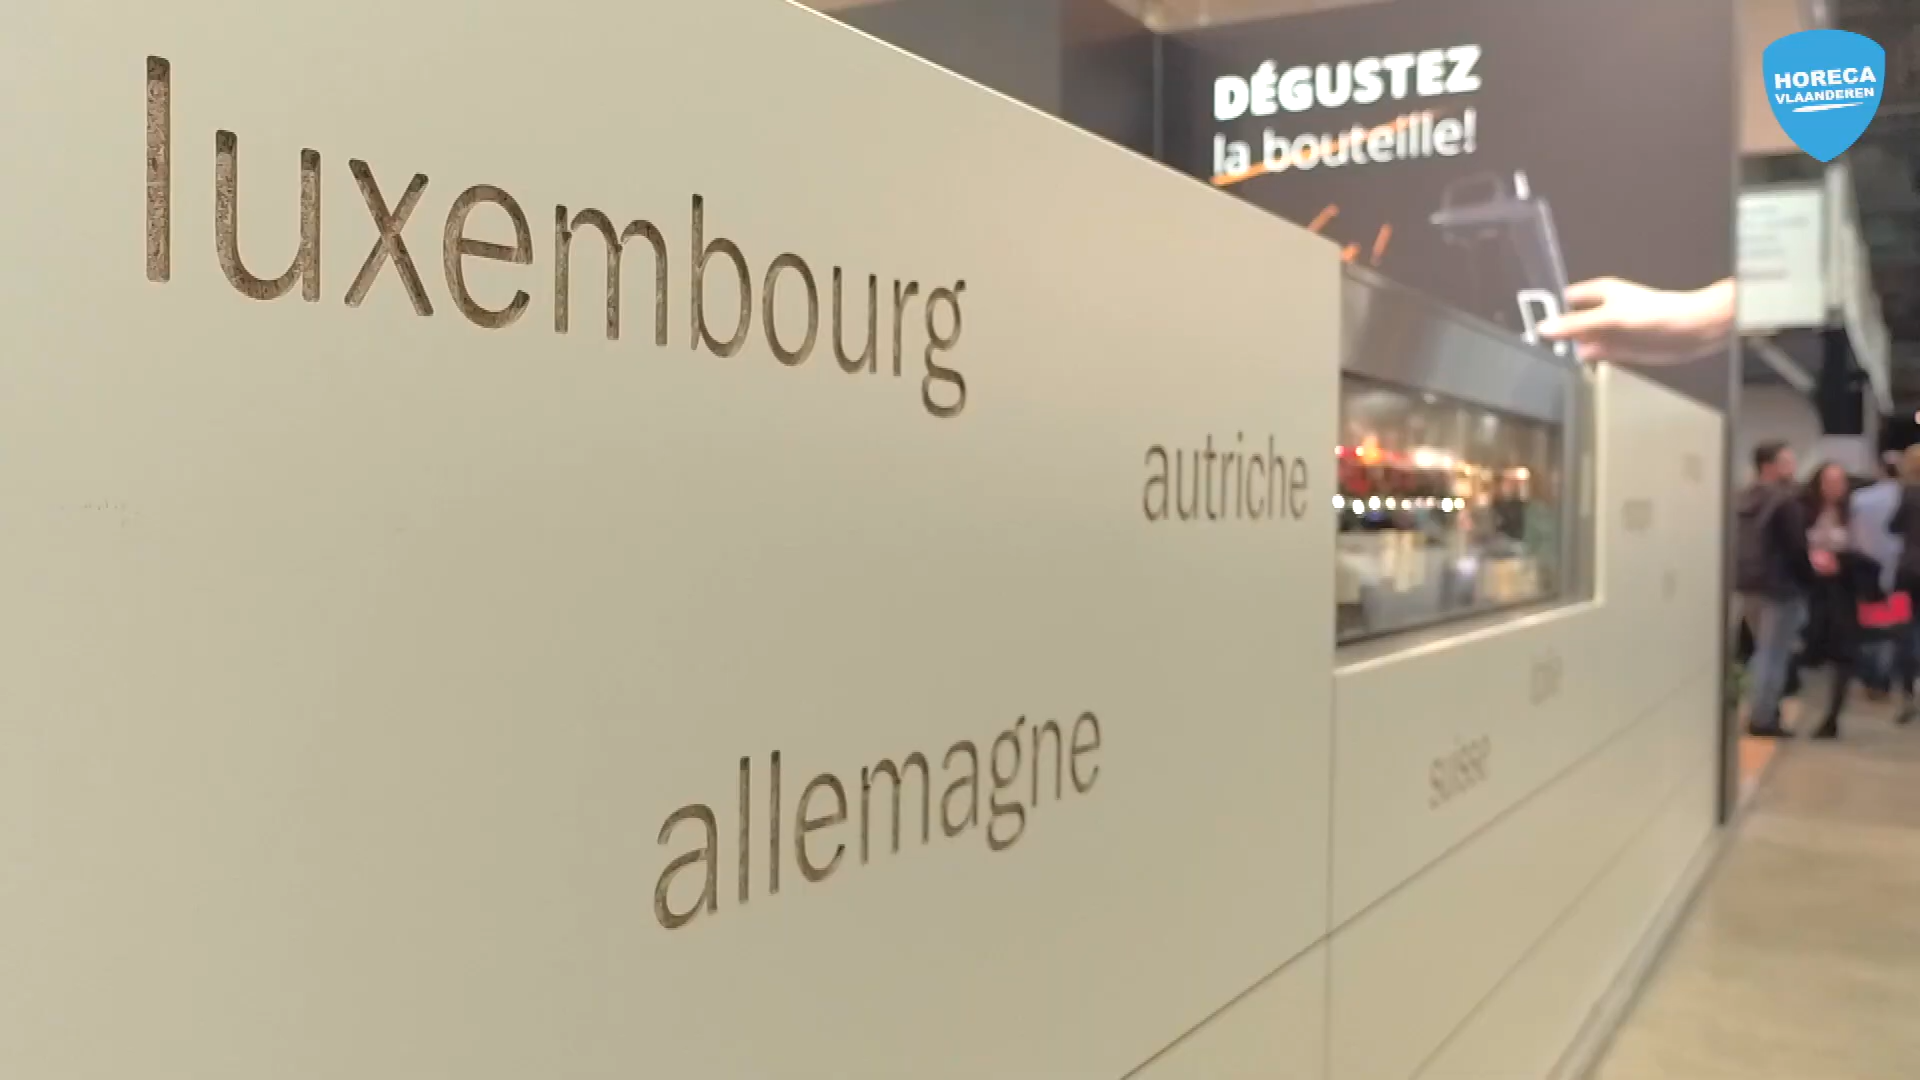 luxembourg
DÉGUSTEZ
la bouteille!
HORECA
VLAANDEREN
autriche
allemagne
suisse